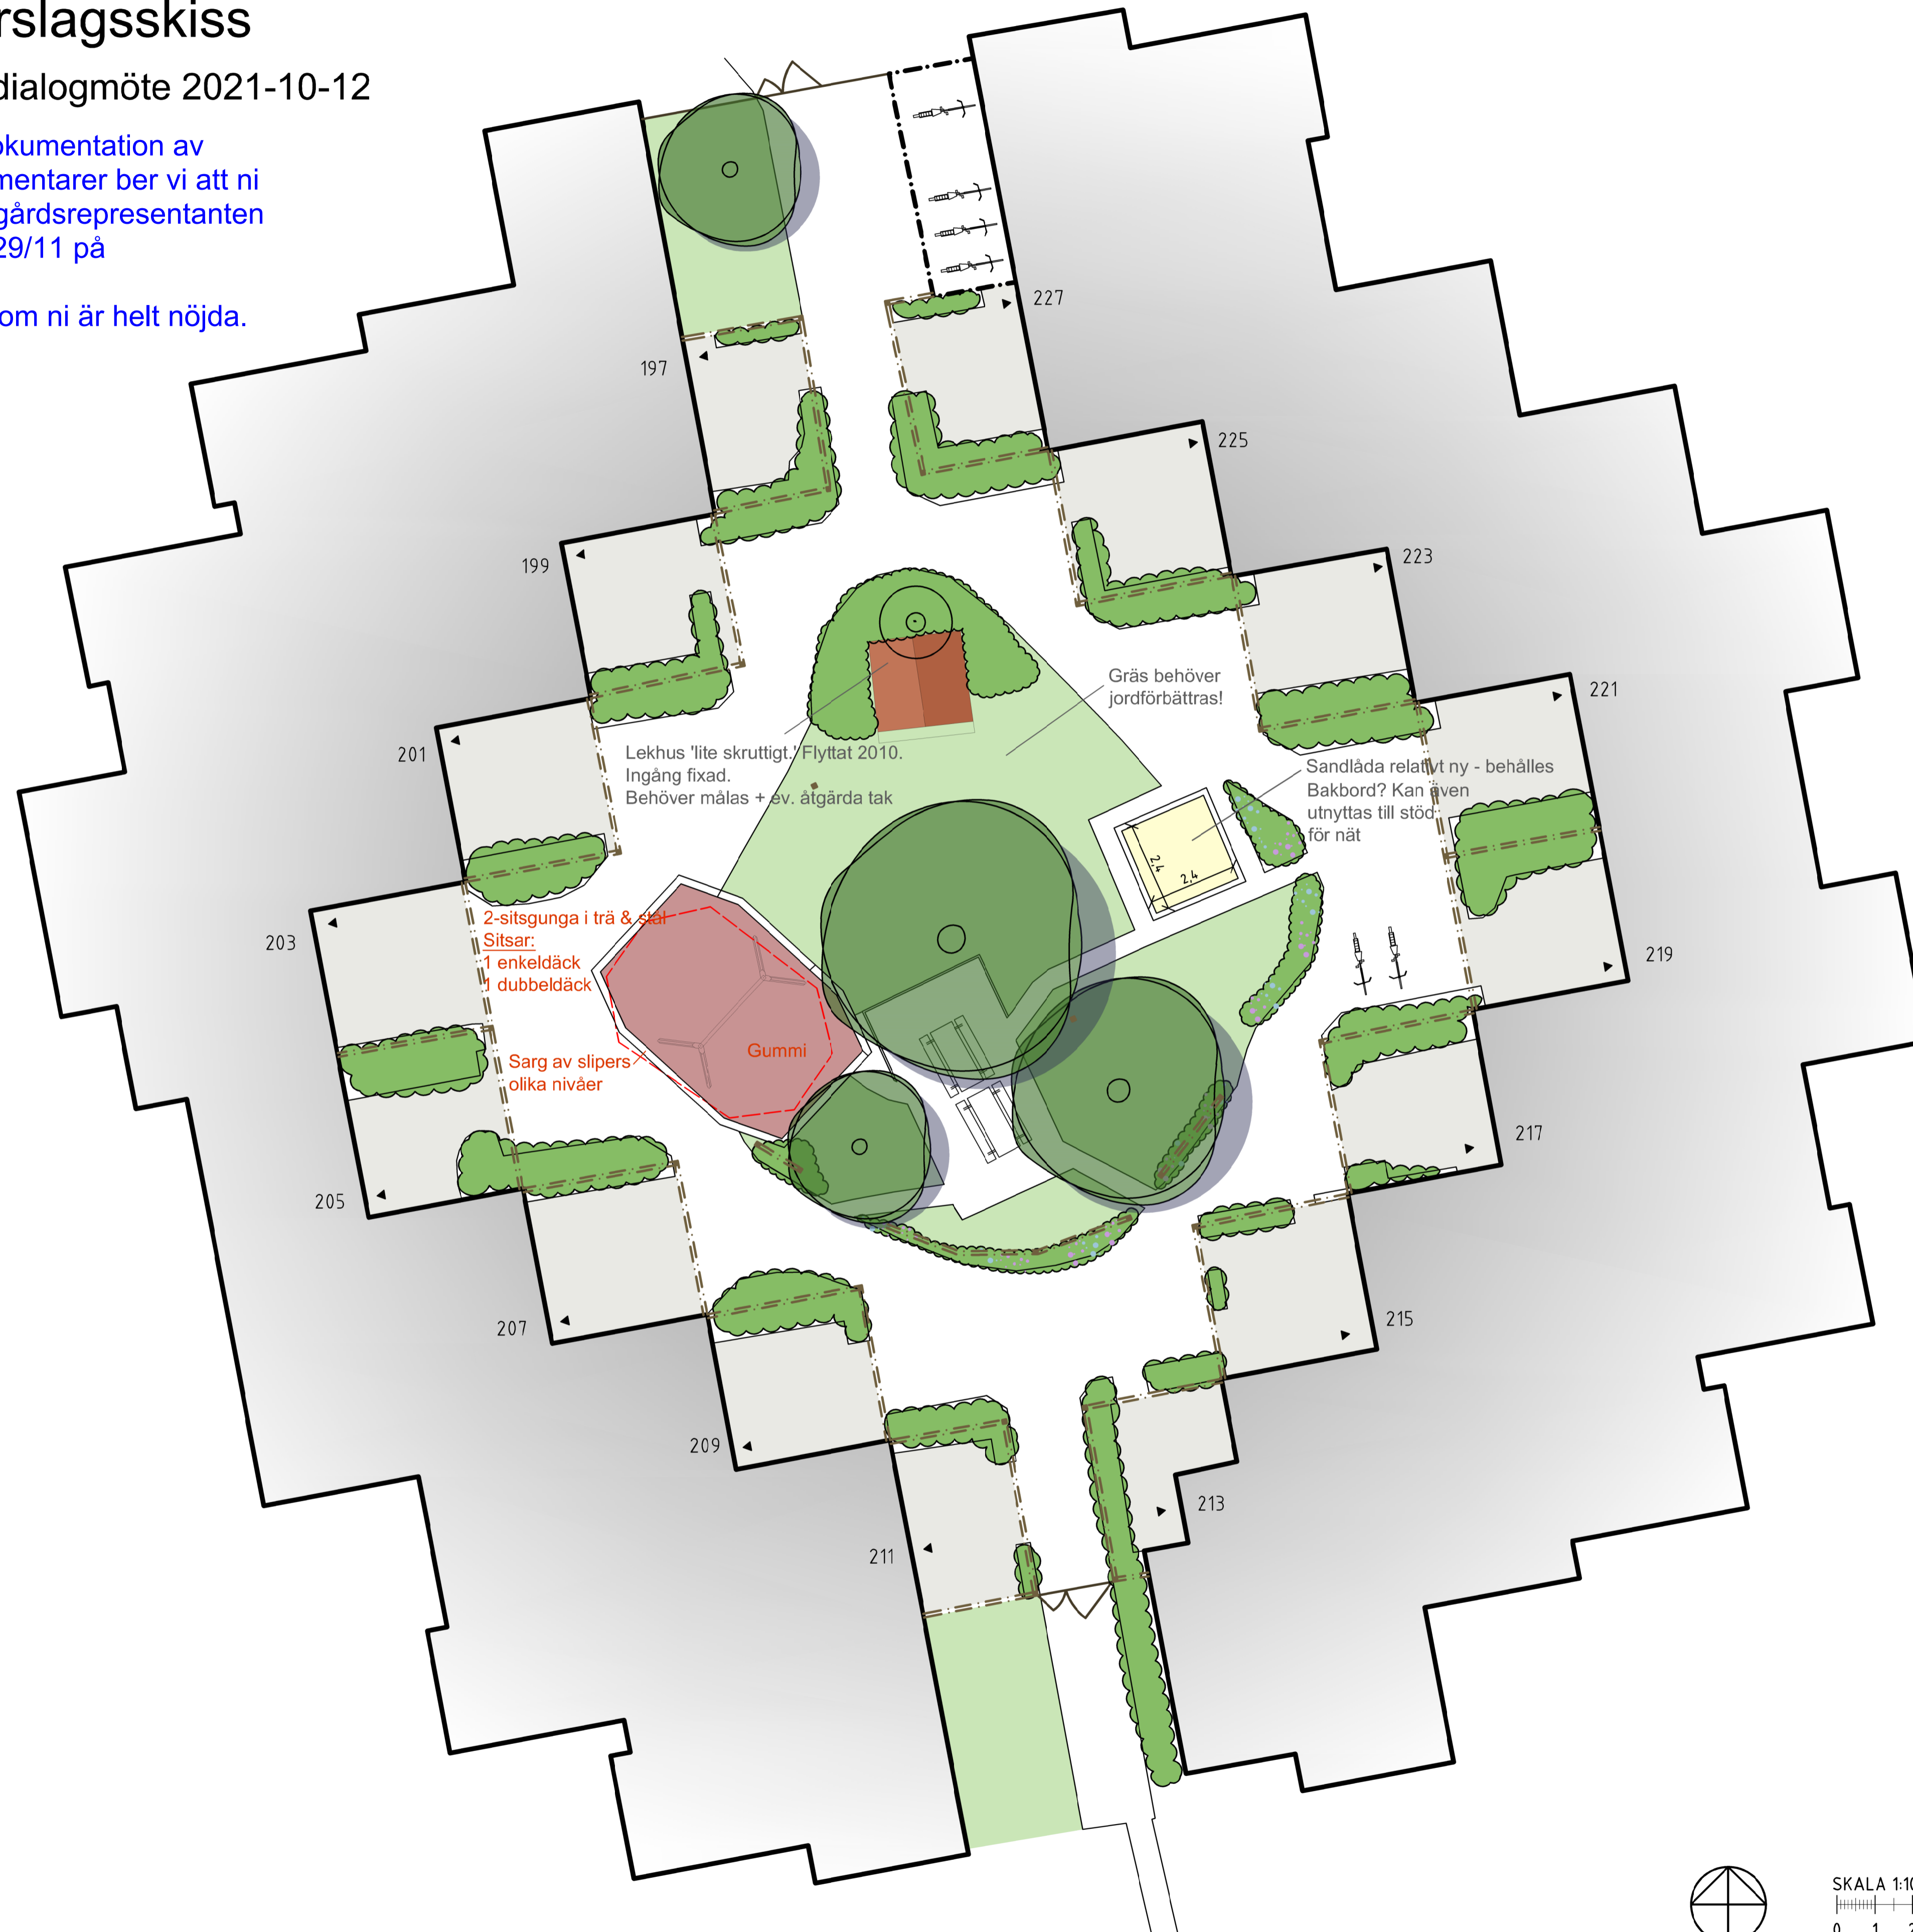 rslagsskiss
dialogmöte 2021-10-12
okumentation av
mentarer ber vi att ni
gårdsrepresentanten
29/11 på
om ni är helt nöjda.
227
197
225
199
223
Gräs behöver
jordförbättras!
221
201
Lekhus 'lite skruttigt.' Flyttat 2010.
Ingång fixad.
Behöver målas + ev. åtgärda tak
Sandlåda relativt ny - behålles
Bakbord? Kan även
utnyttas till stöd
för nät
2,4
2,4
203
2-sitsgunga i trä & stål
Sitsar:
1 enkeldäck
1 dubbeldäck
219
Gummi
Sarg av slipers
olika nivåer
217
205
207
215
209
213
211
SKALA 1:10
0 1 2